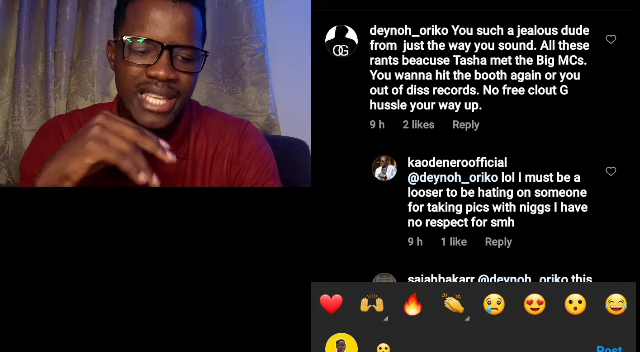 deynoh_oriko You such a jealous dude
from just the way you sound. All these
rants beacuse Tasha met the Big MCs.
You wanna hit the booth again or you
out of diss records. No free clout G
hussle your way up.
OG
9 h 2 likes Reply
kaodeneroofficial
@deynoh_oriko lol I must be a
looser to be hating on someone
for taking pics with niggs I have
no respect for smh
9 h 1 like Reply
sajahbakarr @deynoh_oriko this
Post